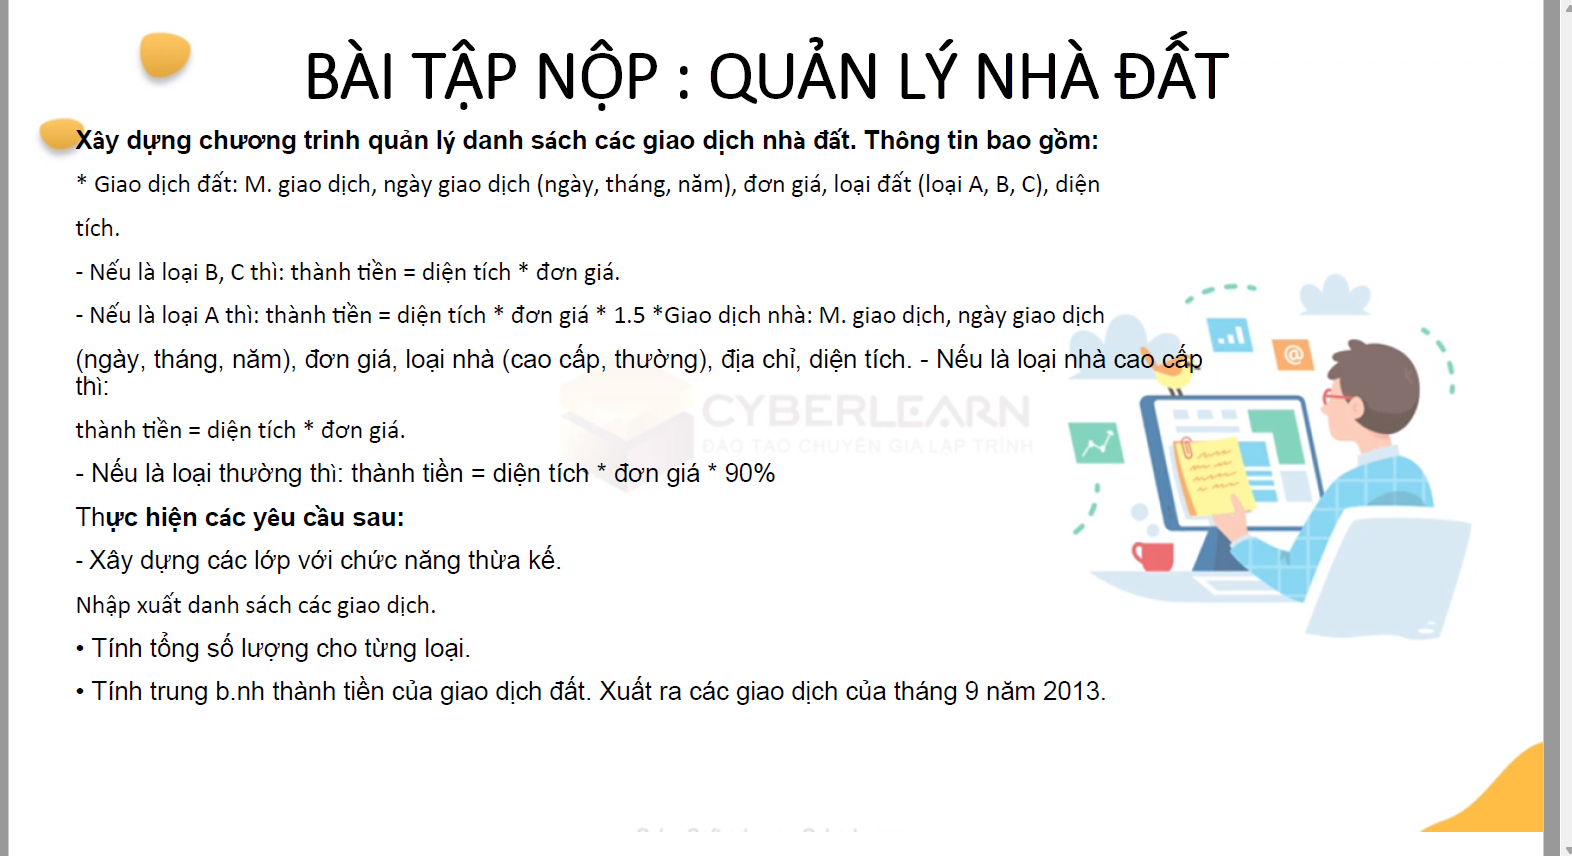 BÀI TẬP NỘP : QUẢN LÝ NHÀ ĐẤT
Xây dựng chương trinh quản lý danh sách các giao dịch nhà đất. Thông tin bao gồm:
* Giao dịch đất: M. giao dịch, ngày giao dịch (ngày, tháng, năm), đơn giá, loại đất (loại A, B, C), diện
tích.
- Nếu là loại B, C thì: thành tiền = diện tích * đơn giá.
- Nếu là loại A thì: thành tiền = diện tích * đơn giá * 1.5 *Giao dịch nhà: M. giao dịch, ngày giao dịch
(ngày, tháng, năm), đơn giá, loại nhà (cao cấp, thường), địa chỉ, diện tích. - Nếu là loại nhà cao cấp
thì:
CYBERLEARN
ĐÀO TẠO CHUYÊN GIA LẬP TRÌNH
thành tiền = diện tích * đơn giá.
- Nếu là loại thường thì: thành tiền = diện tích * đơn giá * 90%
Thực hiện các yêu cầu sau:
- Xây dựng các lớp với chức năng thừa kế.
Nhập xuất danh sách các giao dịch.
• Tính tổng số lượng cho từng loại.
• Tính trung b.nh thành tiền của giao dịch đất. Xuất ra các giao dịch của tháng 9 năm 2013.